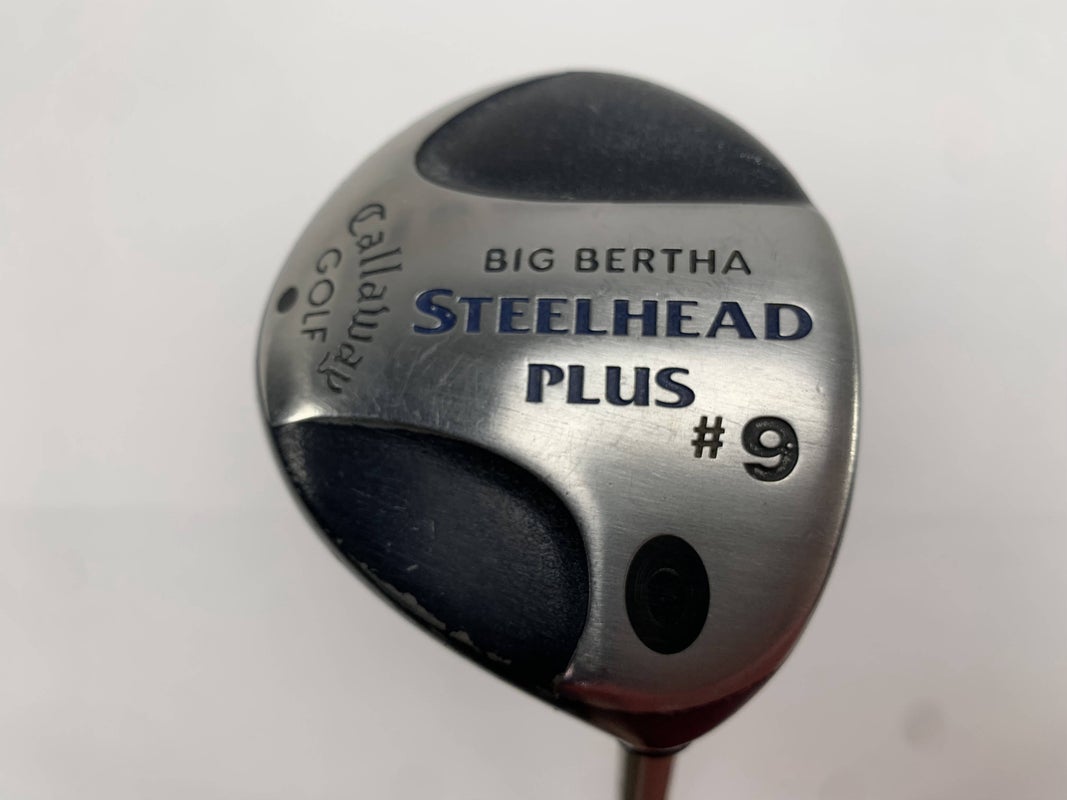 Callaway
GOLF
BIG BERTHA
STEELHEAD
PLUS
#9